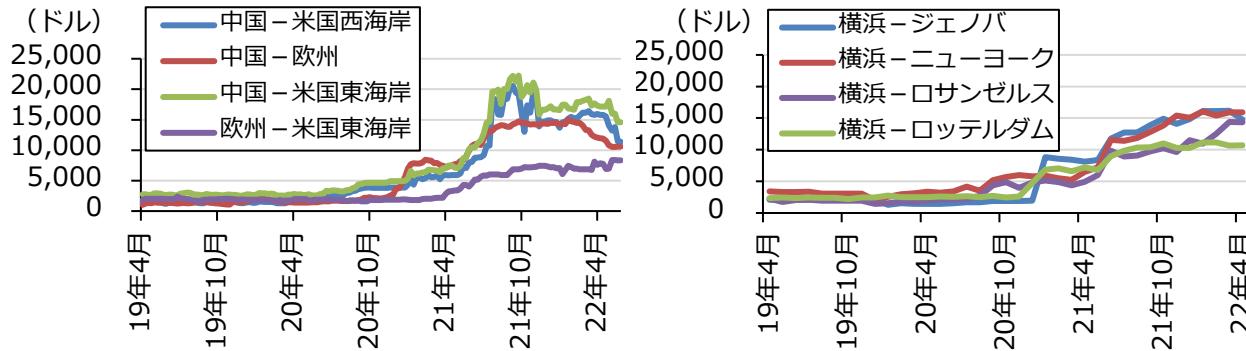 （ドル）
中国－米国西海岸
中国－欧州
中国－米国東海岸
欧州－米国東海岸
25,000
20,000
15,000
10,000
5,000
0
19年4月
19年10月
20年4月
20年10月
21年4月
21年10月
22年4月
（ドル）
横浜－ジェノバ
横浜－ニューヨーク
横浜－ロサンゼルス
横浜－ロッテルダム
25,000
20,000
15,000
10,000
5,000
0
19年4月
19年10月
20年4月
20年10月
21年4月
21年10月
22年4月